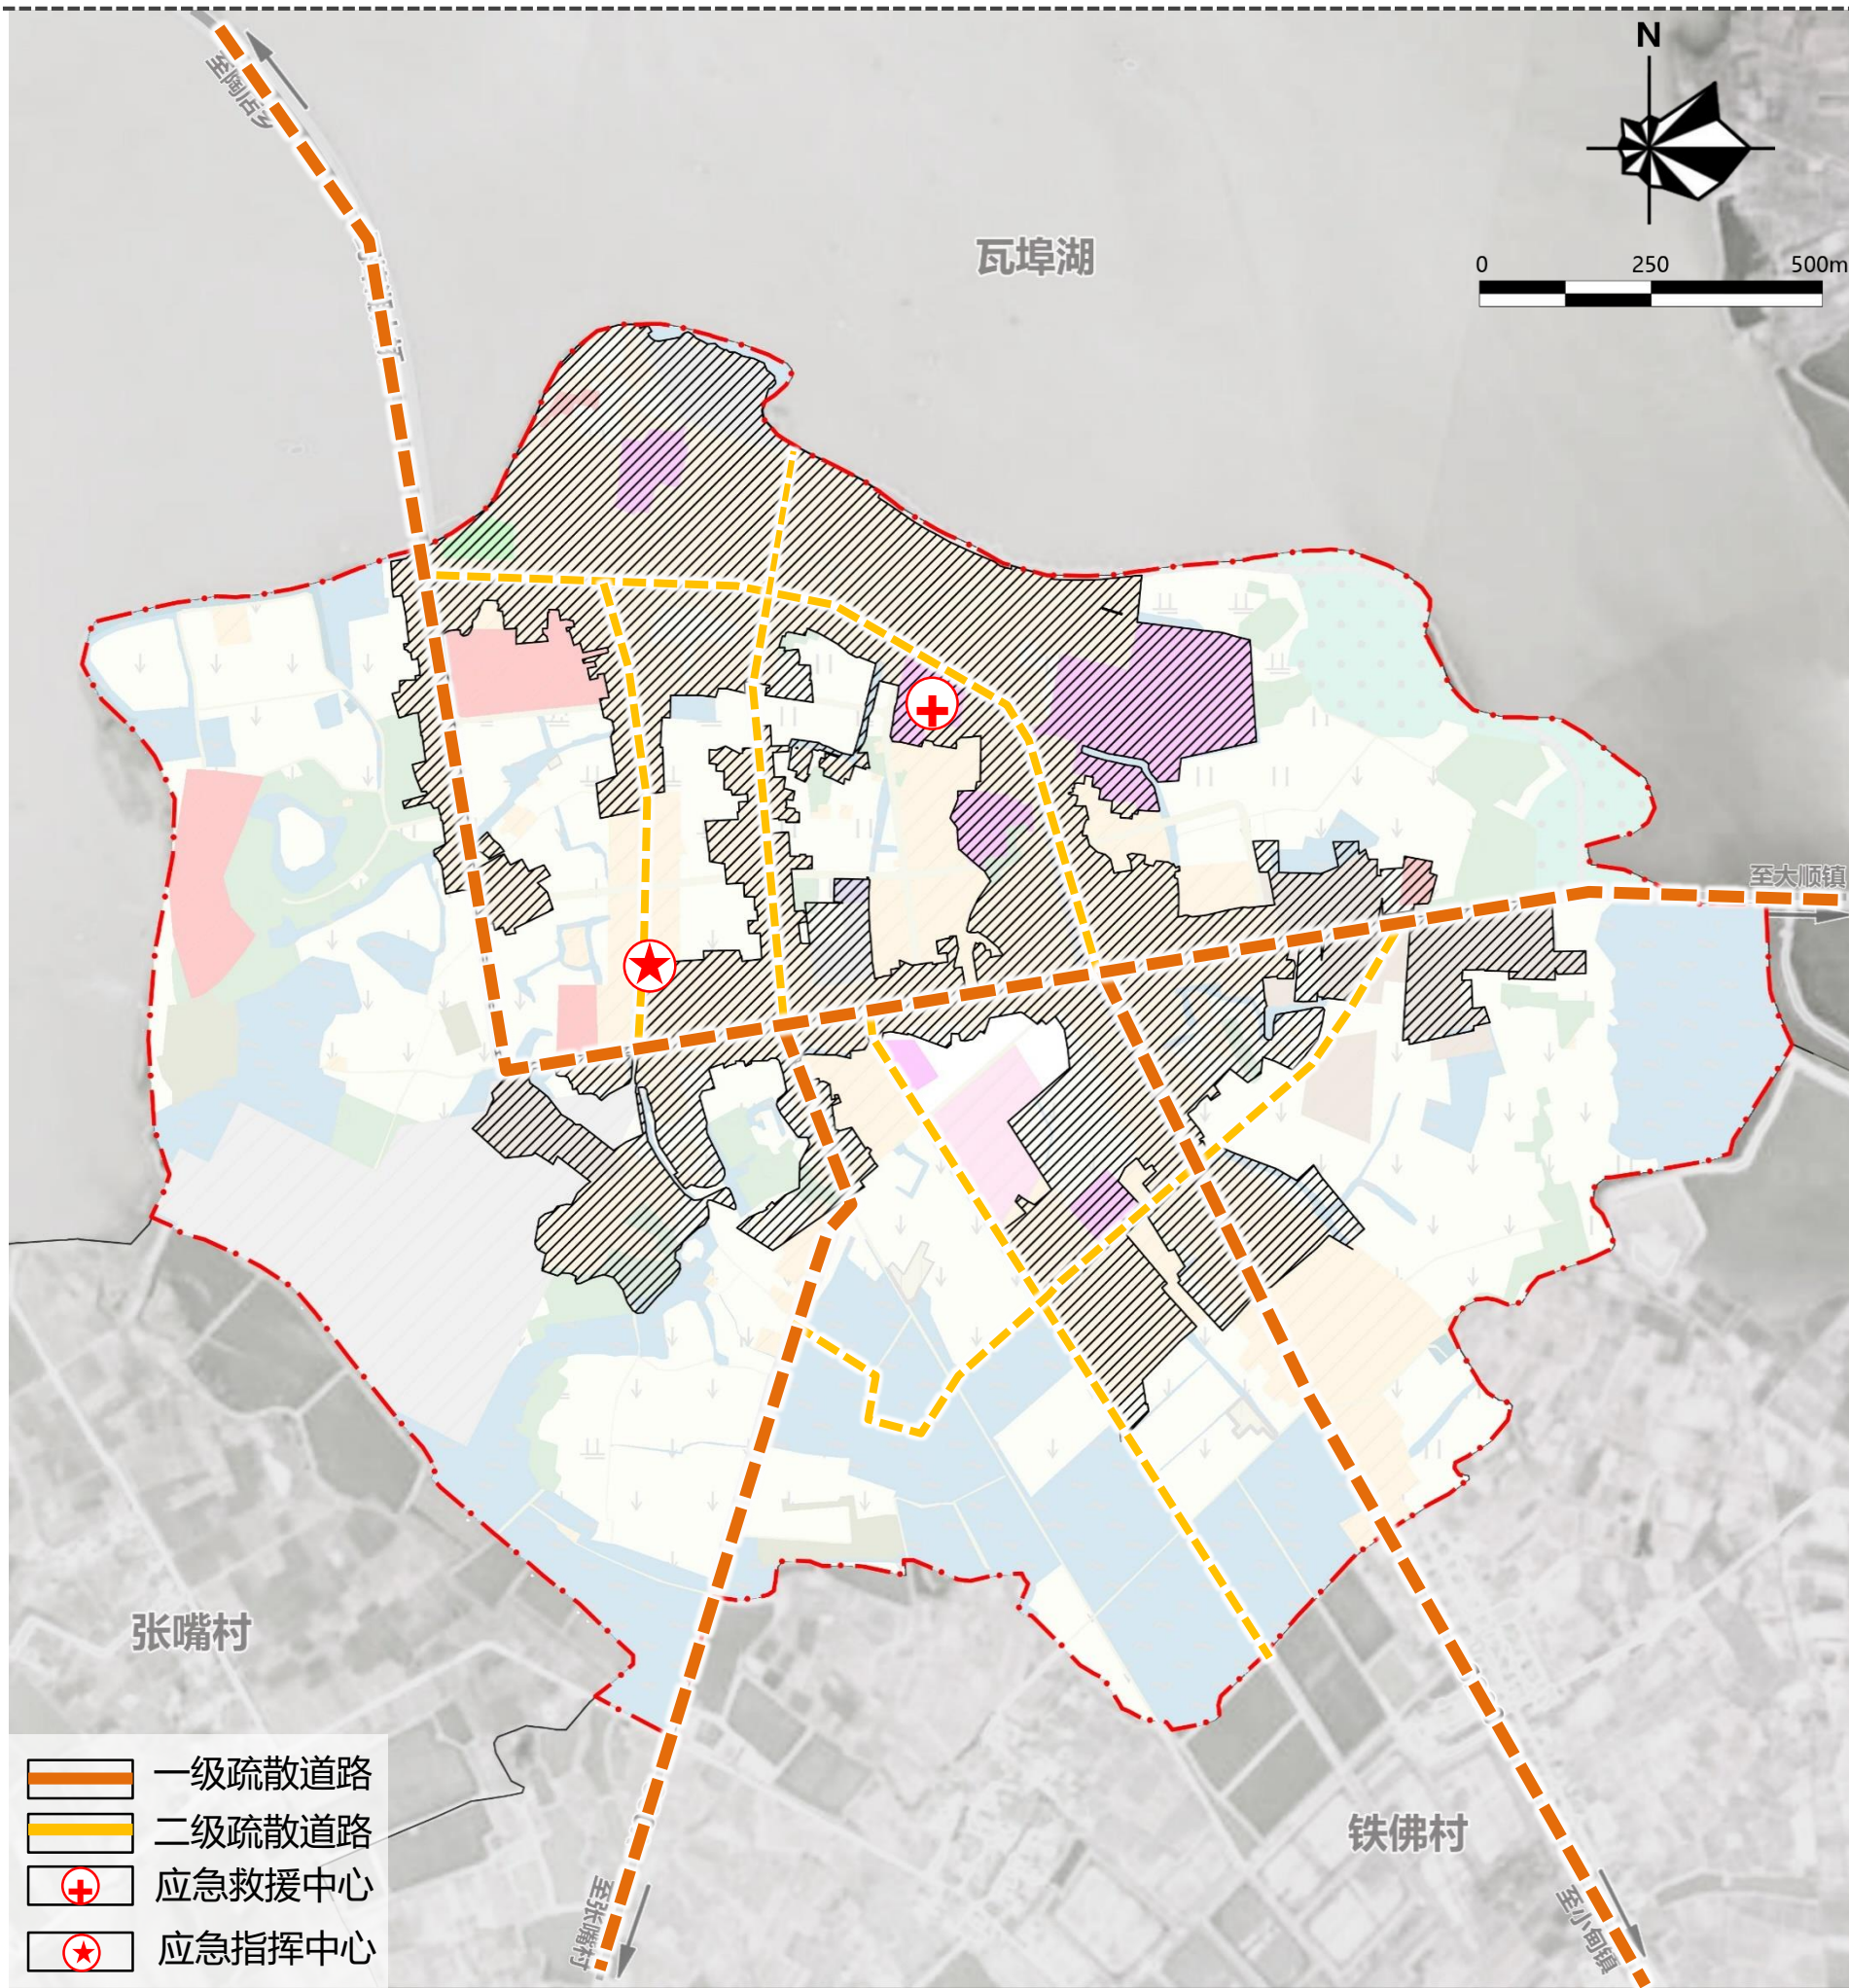 N
至陶店乡
瓦埠湖
0 250 500m
至大顺镇
张嘴村
铁佛村
至张嘴村
至小甸镇
一级疏散道路
二级疏散道路
应急救援中心
应急指挥中心